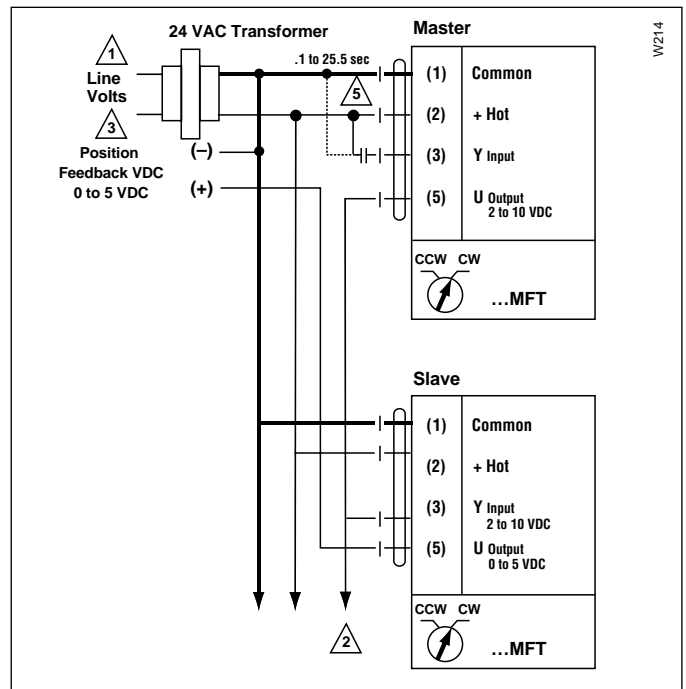 24 VAC Transformer
Master
W214
1
Line
Volts
3
Position
Feedback VDC
0 to 5 VDC
(–)
(+)
.1 to 25.5 sec
5
(1) Common
(2) + Hot
(3) Y Input
(5) U Output
2 to 10 VDC
CCW CW
...MFT
Slave
(1) Common
(2) + Hot
(3) Y Input
2 to 10 VDC
(5) U Output
0 to 5 VDC
CCW CW
...MFT
2